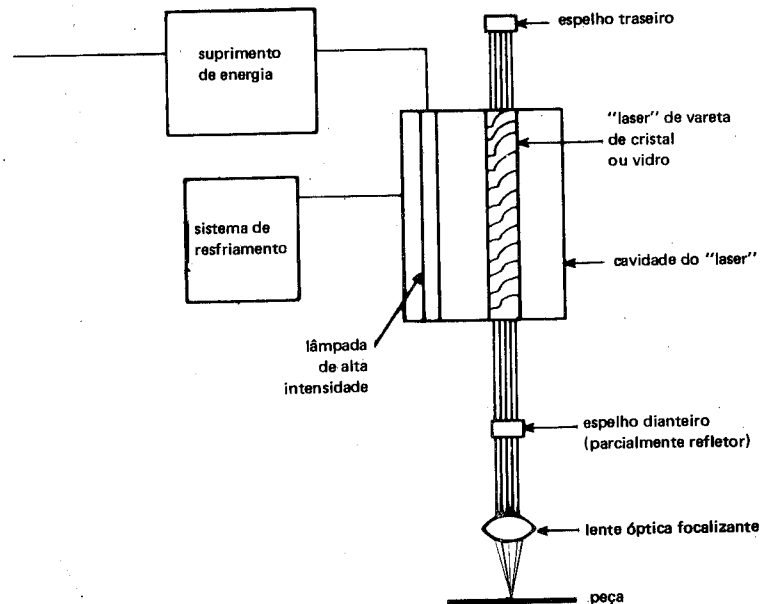 espelho traseiro
suprimento
de energia
"laser" de vareta
de cristal
ou vidro
sistema de
resfriamento
cavidade do "laser"
lâmpada
de alta
intensidade
espelho dianteiro
(parcialmente refletor)
lente óptica focalizante
peça